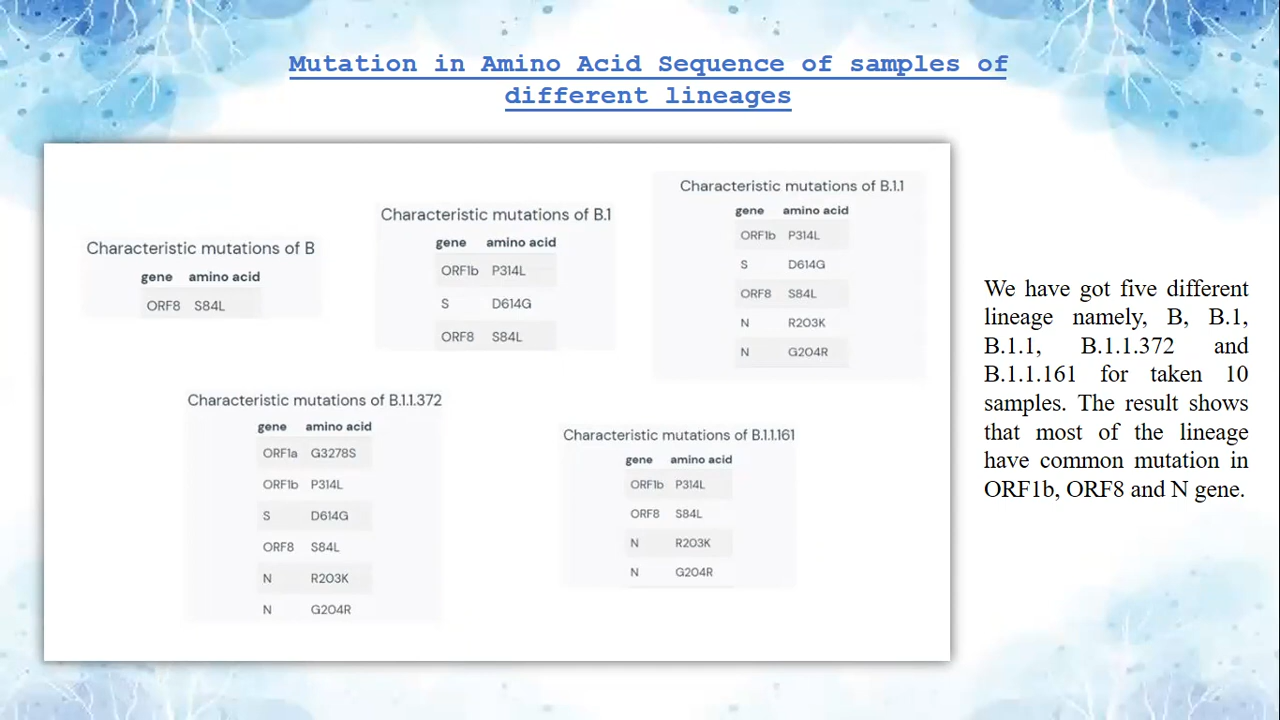 Mutation in Amino Acid Sequence of samples of
different lineages
Characteristic mutations of B
gene amino acid
ORF8 S84L
Characteristic mutations of B.1
gene amino acid
ORF1b P314L
S D614G
ORF8 S84L
Characteristic mutations of B.1.1
gene amino acid
ORF1b P314L
S D614G
ORF8 S84L
N R203K
N G204R
Characteristic mutations of B.1.1.372
gene amino acid
ORF1a G3278S
ORF1b P314L
S D614G
ORF8 S84L
N R203K
N G204R
Characteristic mutations of B.1.1.161
gene amino acid
ORF1b P314L
ORF8 S84L
N R203K
N G204R
We have got five different
lineage namely, B, B.1,
B.1.1, B.1.1.372 and
B.1.1.161 for taken 10
samples. The result shows
that most of the lineage
have common mutation in
ORF1b, ORF8 and N gene.